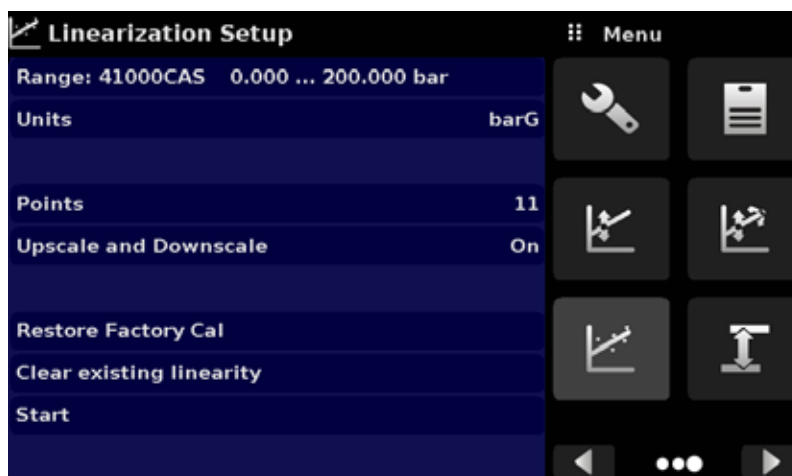 Linearization Setup
Menu
Range: 41000CAS 0.000 ... 200.000 bar
Units barG
Points 11
Upscale and Downscale On
Restore Factory Cal
Clear existing linearity
Start